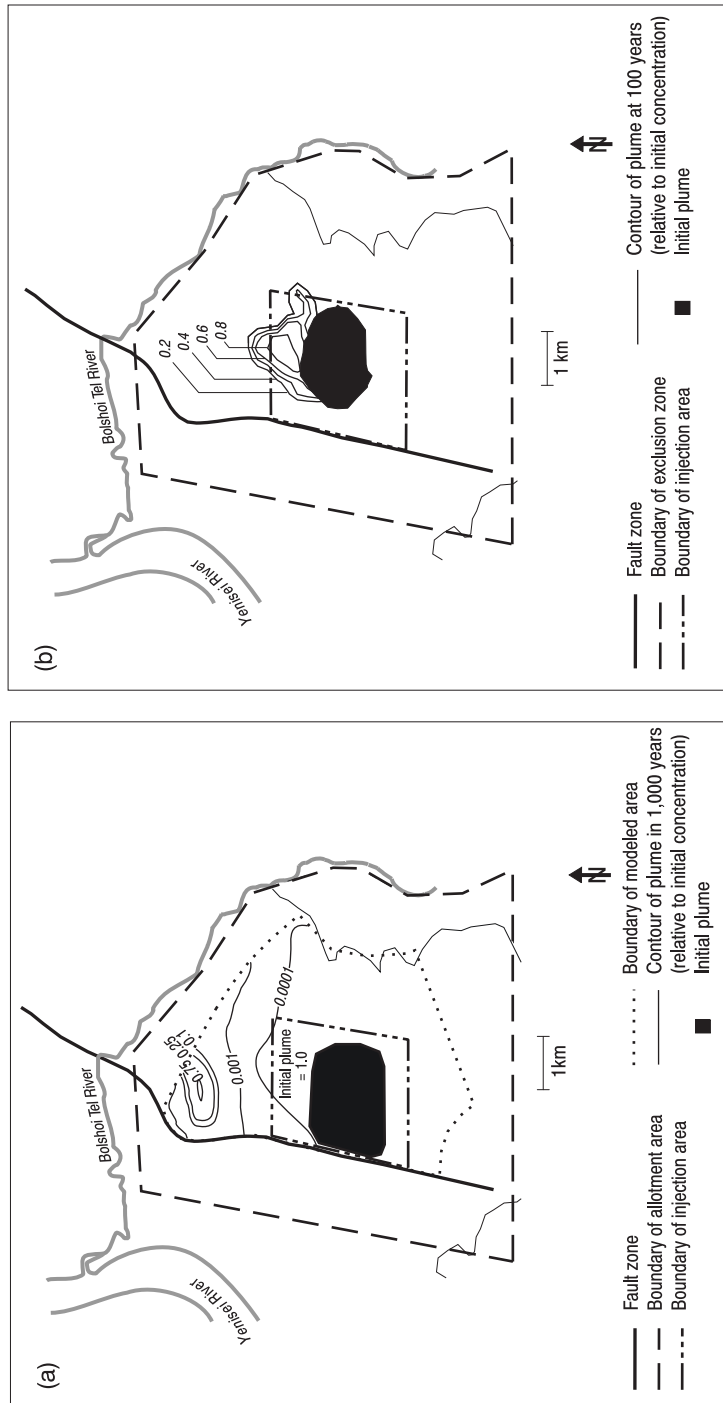 (a)
Yenisei River
Bolshoi Tel River
0.75
0.25
0.1
0.001
0.0001
Initial plume
= 1.0
1km
N
Fault zone
Boundary of allotment area
Boundary of injection area
Boundary of modeled area
Contour of plume in 1,000 years
(relative to initial concentration)
Initial plume
(b)
Yenisei River
Bolshoi Tel River
0.2
0.4
0.6
0.8
1 km
N
Fault zone
Boundary of exclusion zone
Boundary of injection area
Contour of plume at 100 years
(relative to initial concentration)
Initial plume